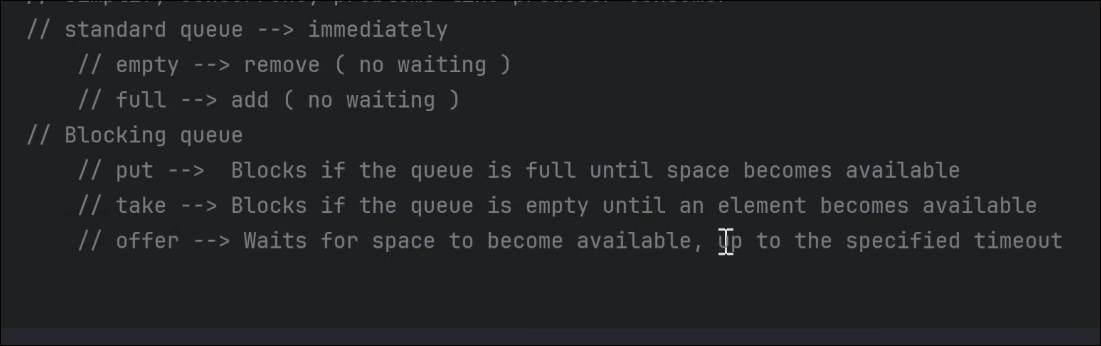 // standard queue --> immediately
// empty --> remove ( no waiting )
// full --> add ( no waiting )
// Blocking queue
// put -->  Blocks if the queue is full until space becomes available
// take --> Blocks if the queue is empty until an element becomes available
// offer --> Waits for space to become available, up to the specified timeout